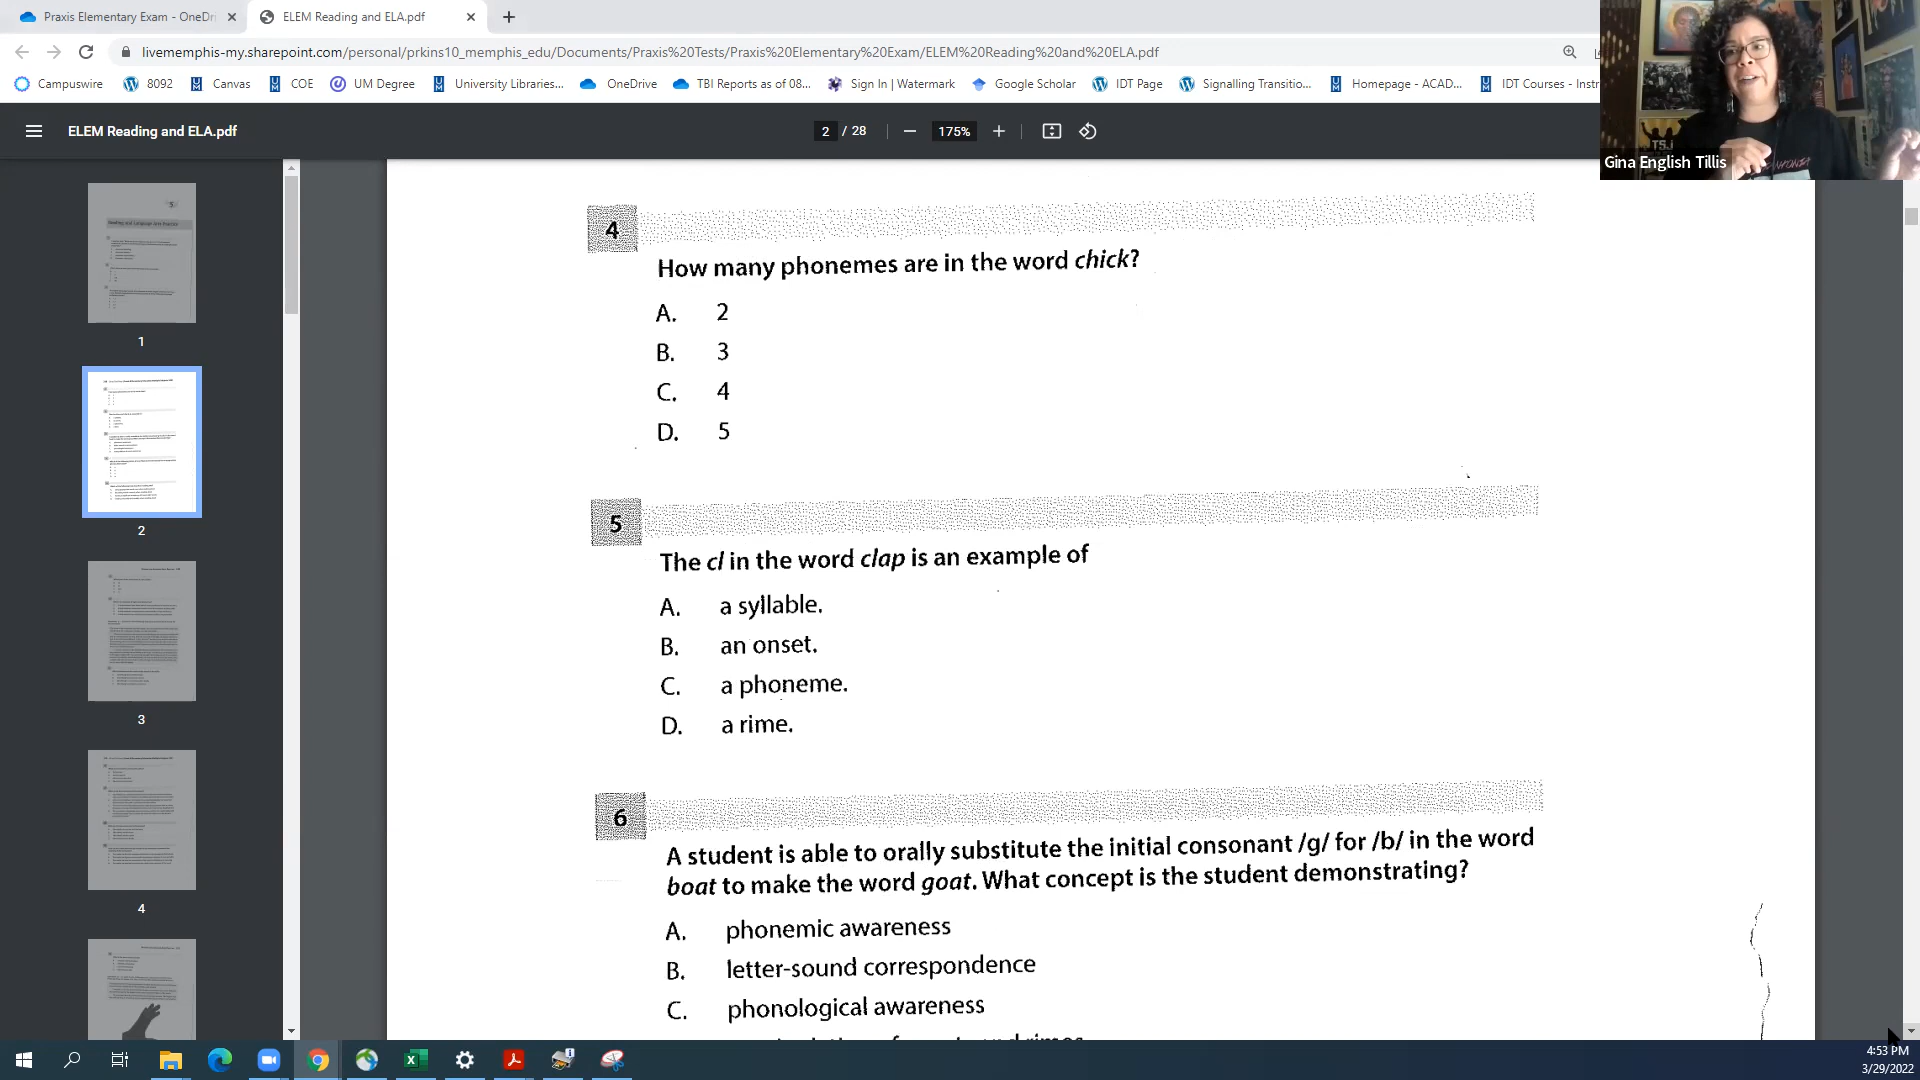 Praxis Elementary Exam - OneDri
ELEM Reading and ELA.pdf
livememphis-my.sharepoint.com/personal/prkins10_memphis_edu/Documents/Praxis%20Tests/Praxis%20Elementary%20Exam/ELEM%20Reading%20and%20ELA.pdf
Campuswire
8092
Canvas
COE
UM Degree
University Libraries...
OneDrive
TBI Reports as of 08...
Sign In | Watermark
Google Scholar
IDT Page
Signalling Transitio...
Homepage - ACAD...
IDT Courses - Instr
ELEM Reading and ELA.pdf
2 / 28
175%
Gina English Tillis
1
2
3
4
4
How many phonemes are in the word chick?
A. 2
B. 3
C. 4
D. 5
5
The cl in the word clap is an example of
A. a syllable.
B. an onset.
C. a phoneme.
D. a rime.
6
A student is able to orally substitute the initial consonant /g/ for /b/ in the word
boat to make the word goat. What concept is the student demonstrating?
A. phonemic awareness
B. letter-sound correspondence
C. phonological awareness
4:53 PM
3/29/2022